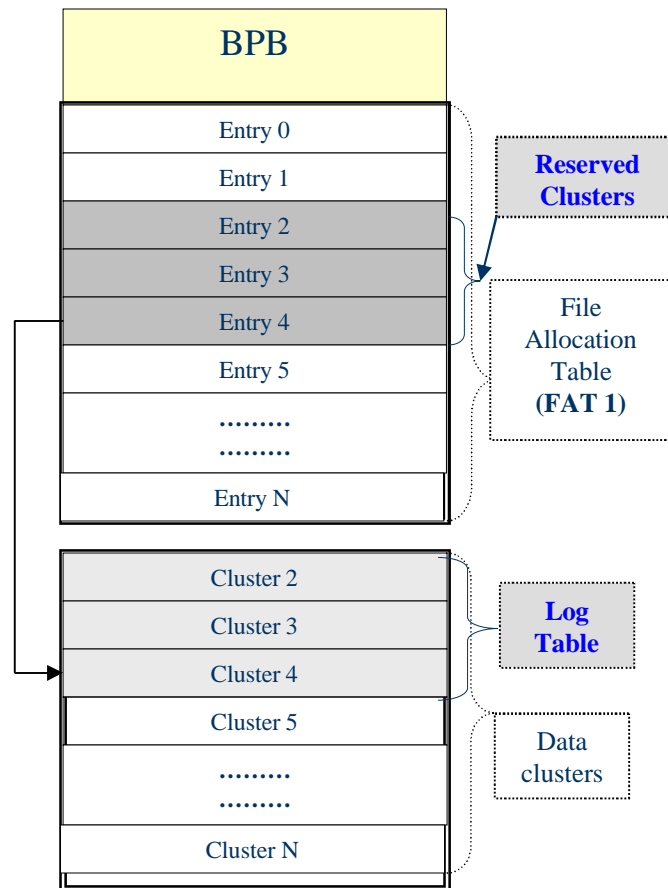 BPB
Entry 0
Entry 1
Entry 2
Entry 3
Entry 4
Entry 5
.........
.........
Entry N
Reserved
Clusters
File
Allocation
Table
(FAT 1)
Cluster 2
Cluster 3
Cluster 4
Cluster 5
.........
.........
Cluster N
Log
Table
Data
clusters